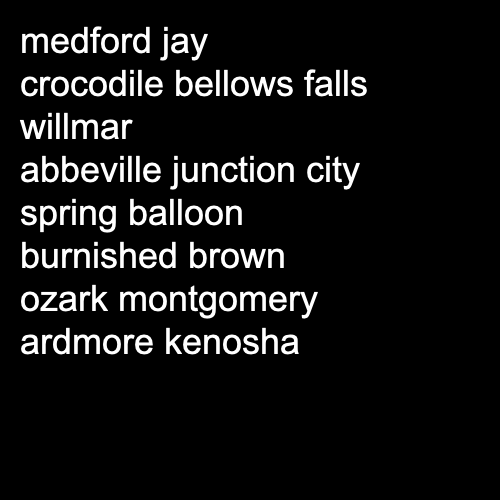 medford jay
crocodile bellows falls
willmar
abbeville junction city
spring balloon
burnished brown
ozark montgomery
ardmore kenosha